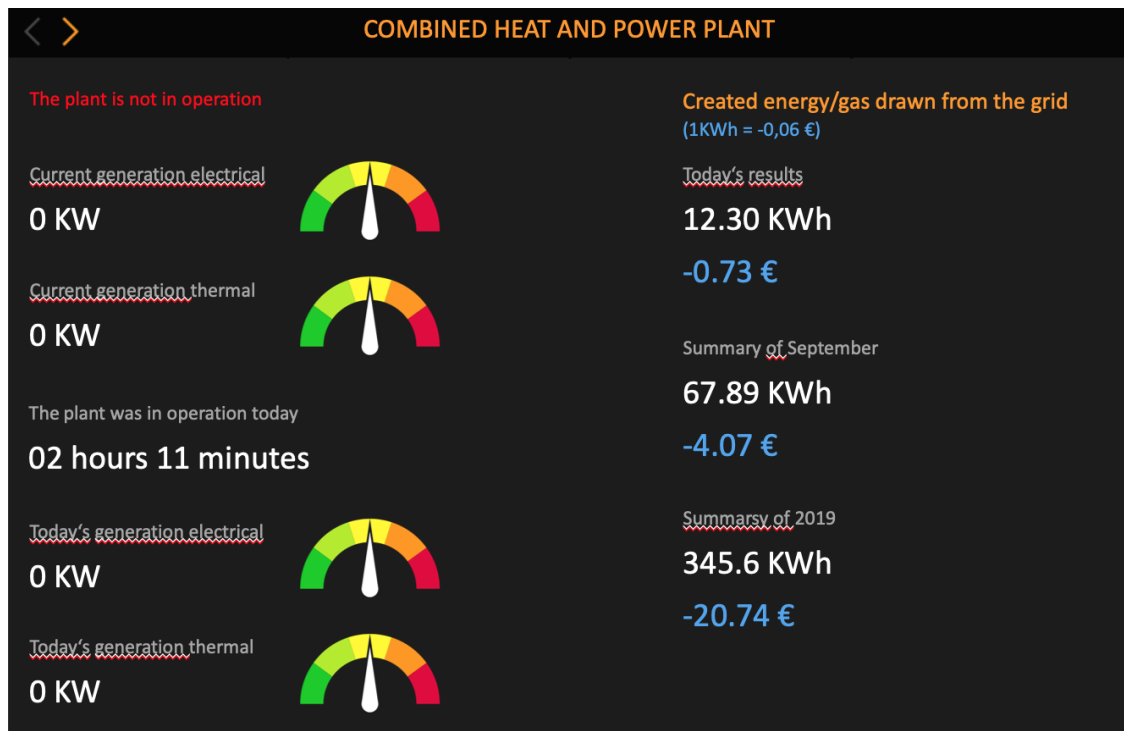 COMBINED HEAT AND POWER PLANT
The plant is not in operation
Current generation electrical
0 KW
Current generation thermal
0 KW
The plant was in operation today
02 hours 11 minutes
Today‘s generation electrical
0 KW
Today‘s generation thermal
0 KW
Created energy/gas drawn from the grid
(1KWh = -0,06 €)
Today‘s results
12.30 KWh
-0.73 €
Summary of September
67.89 KWh
-4.07 €
Summarsy of 2019
345.6 KWh
-20.74 €